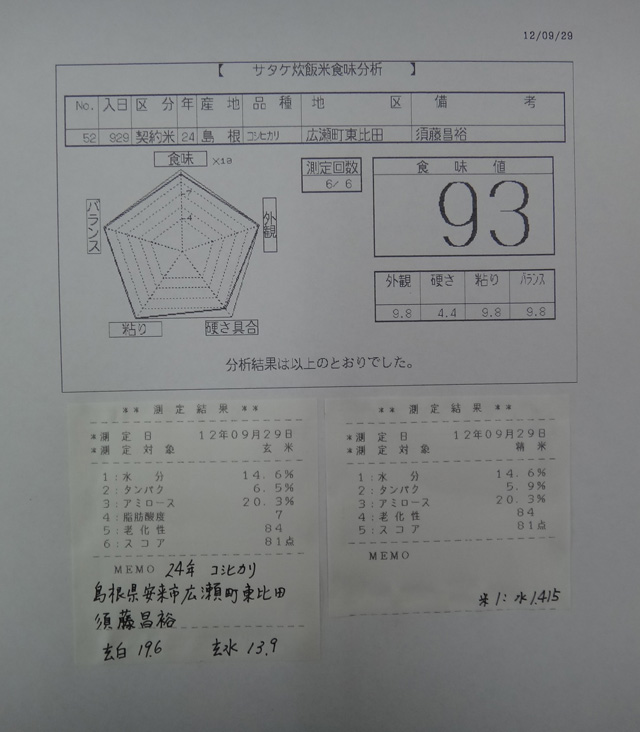 12/09/29
【 サタケ炊飯米食味分析 】
No. 入日 区分 年 産地 品種 地区 備考
52 929 契約米 24 島根 コシヒカリ 広瀬町東比田 須藤昌裕
食味 ×10
7
4
バランス
外観
粘り
硬さ具合
測定回数
6/ 6
食味値
93
外観 硬さ 粘り バランス
9.8 4.4 9.8 9.8
分析結果は以上のとおりでした。
** 測定結果 **
*測定日 12年09月29日
*測定対象 玄米
1:水分 14.6%
2:タンパク 6.5%
3:アミロース 20.3%
4:脂肪酸度 7
5:老化性 84
6:スコア 81点
MEMO 24年 コシヒカリ
島根県安来市広瀬町東比田
須藤昌裕
玄白 19.6 玄水 13.9
** 測定結果 **
*測定日 12年09月29日
*測定対象 精米
1:水分 14.6%
2:タンパク 5.9%
3:アミロース 20.3%
4:老化性 84
5:スコア 81点
MEMO
米1:水1.415